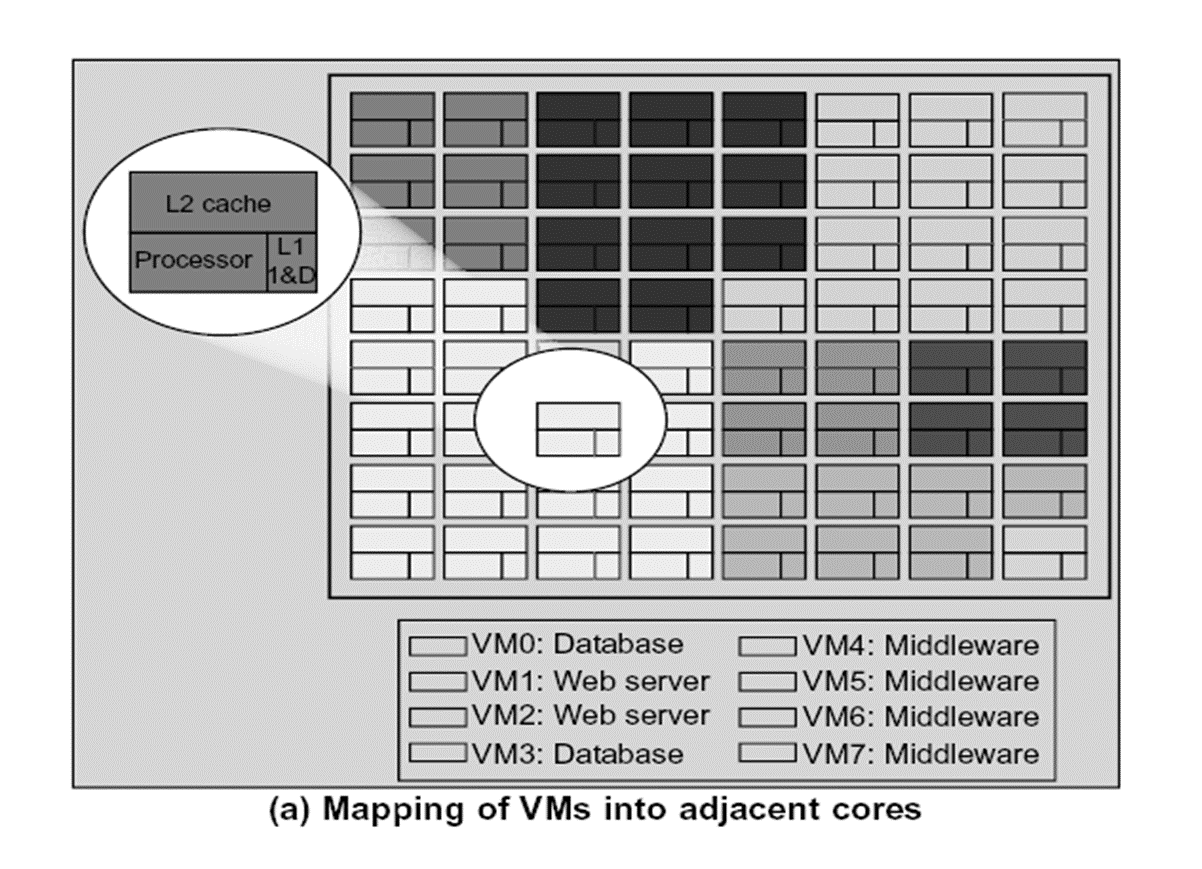 L2 cache
Processor
L1
1&D
VM0: Database
VM1: Web server
VM2: Web server
VM3: Database
VM4: Middleware
VM5: Middleware
VM6: Middleware
VM7: Middleware
(a) Mapping of VMs into adjacent cores